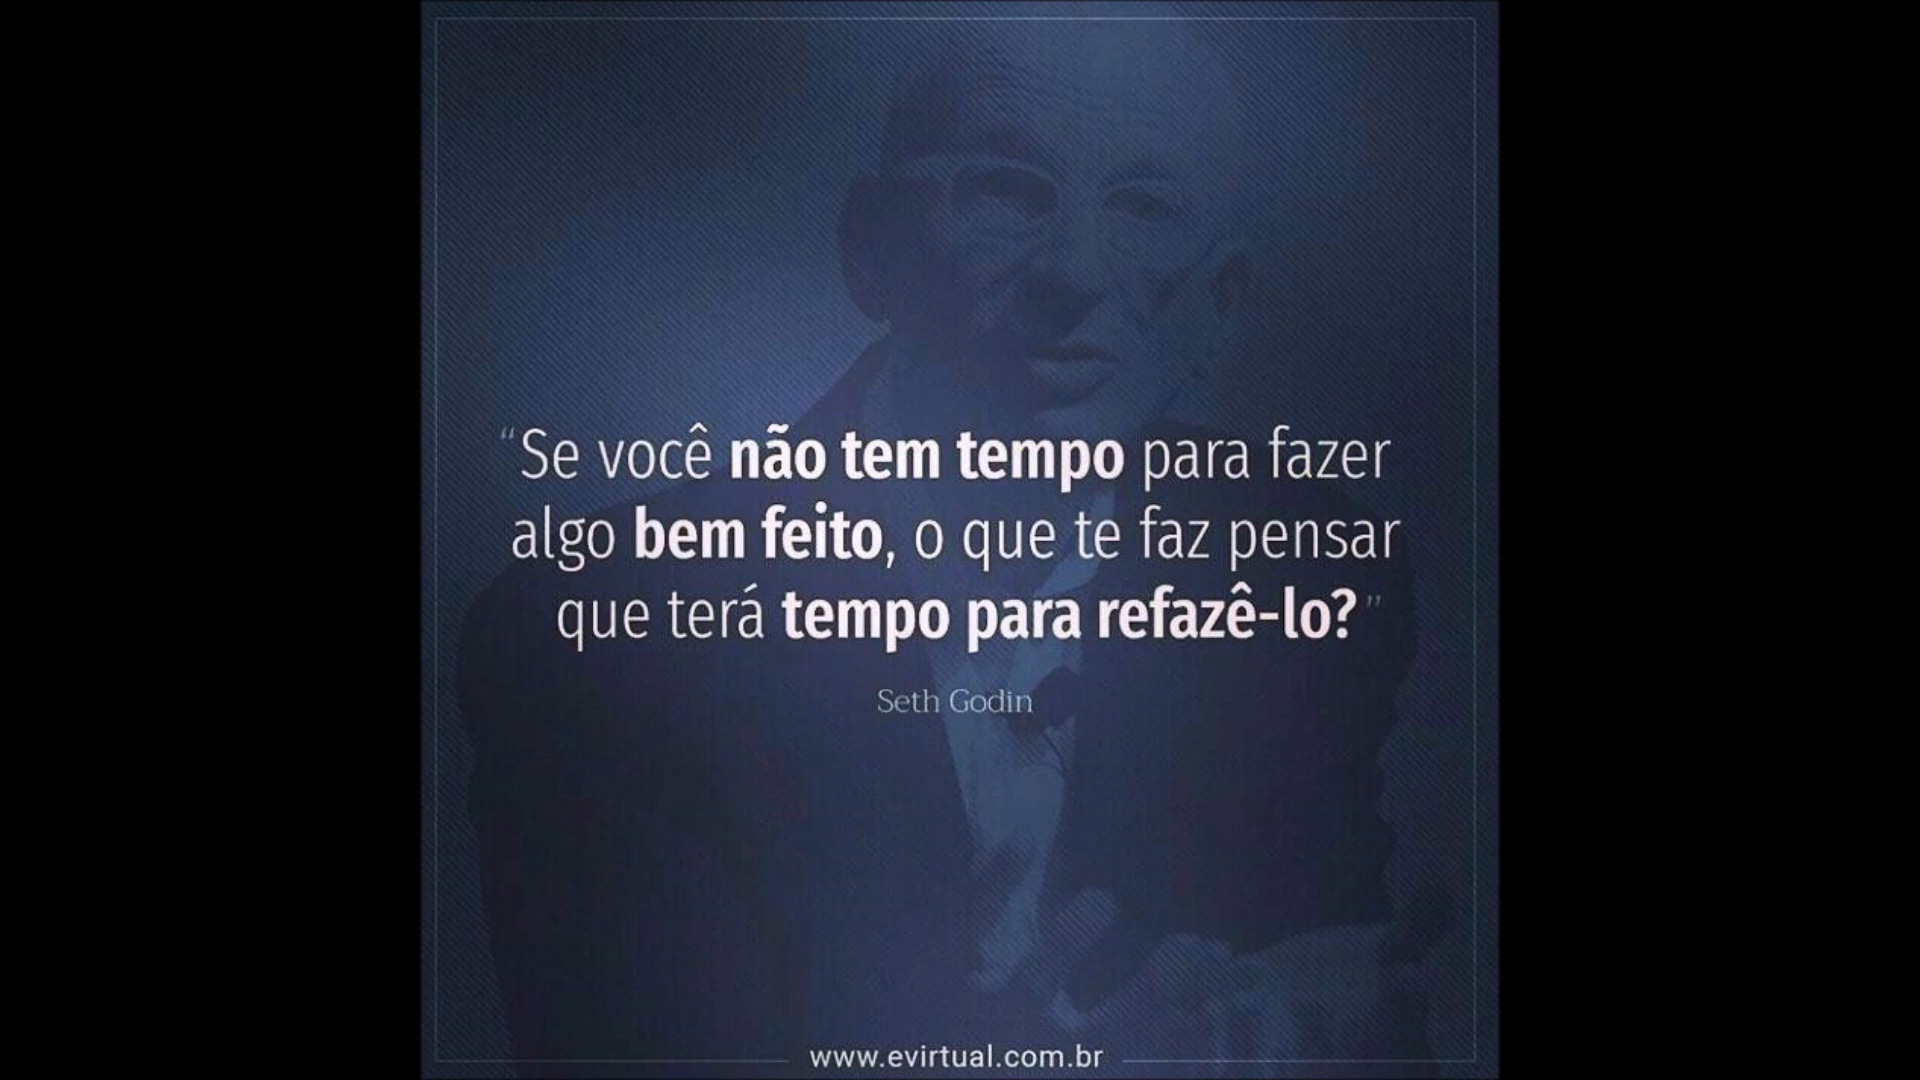 “Se você não tem tempo para fazer
algo bem feito, o que te faz pensar
que terá tempo para refazê-lo?”
Seth Godin
www.evirtual.com.br